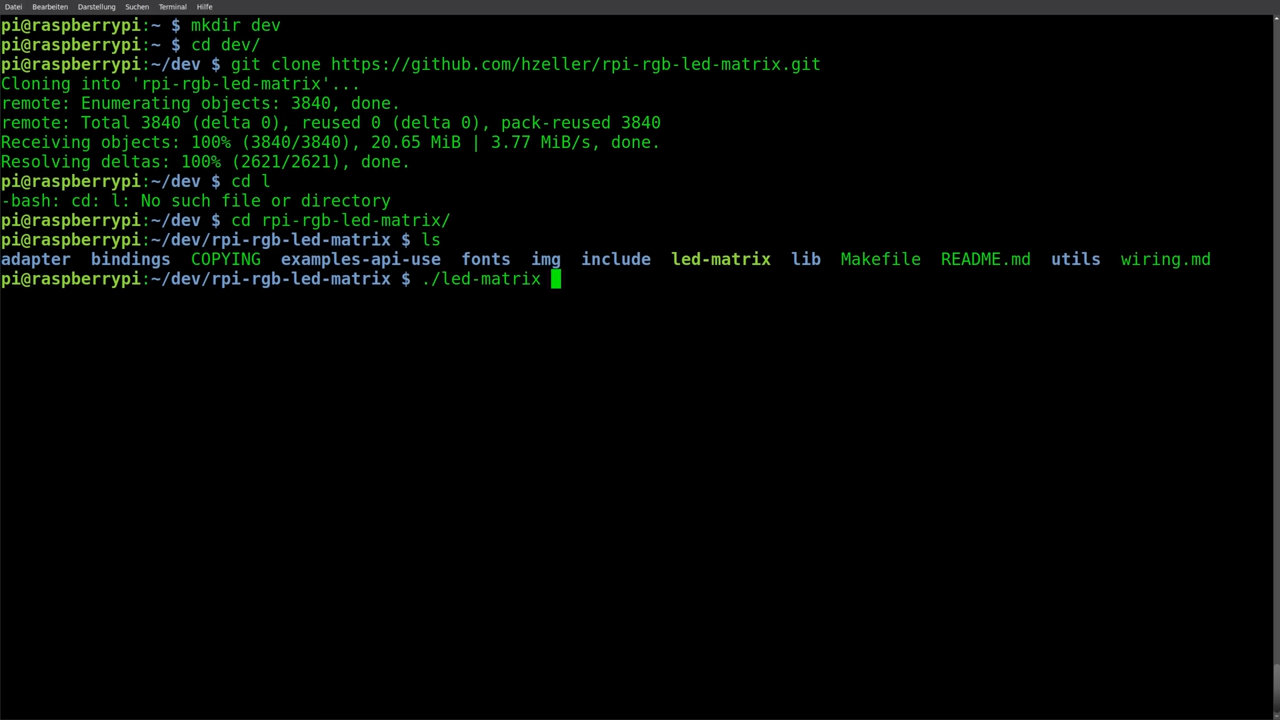 Datei Bearbeiten Darstellung Suchen Terminal Hilfe
pi@raspberrypi:~ $ mkdir dev
pi@raspberrypi:~ $ cd dev/
pi@raspberrypi:~/dev $ git clone https://github.com/hzeller/rpi-rgb-led-matrix.git
Cloning into 'rpi-rgb-led-matrix'...
remote: Enumerating objects: 3840, done.
remote: Total 3840 (delta 0), reused 0 (delta 0), pack-reused 3840
Receiving objects: 100% (3840/3840), 20.65 MiB | 3.77 MiB/s, done.
Resolving deltas: 100% (2621/2621), done.
pi@raspberrypi:~/dev $ cd l
-bash: cd: l: No such file or directory
pi@raspberrypi:~/dev $ cd rpi-rgb-led-matrix/
pi@raspberrypi:~/dev/rpi-rgb-led-matrix $ ls
adapter bindings COPYING examples-api-use fonts img include led-matrix lib Makefile README.md utils wiring.md
pi@raspberrypi:~/dev/rpi-rgb-led-matrix $ ./led-matrix